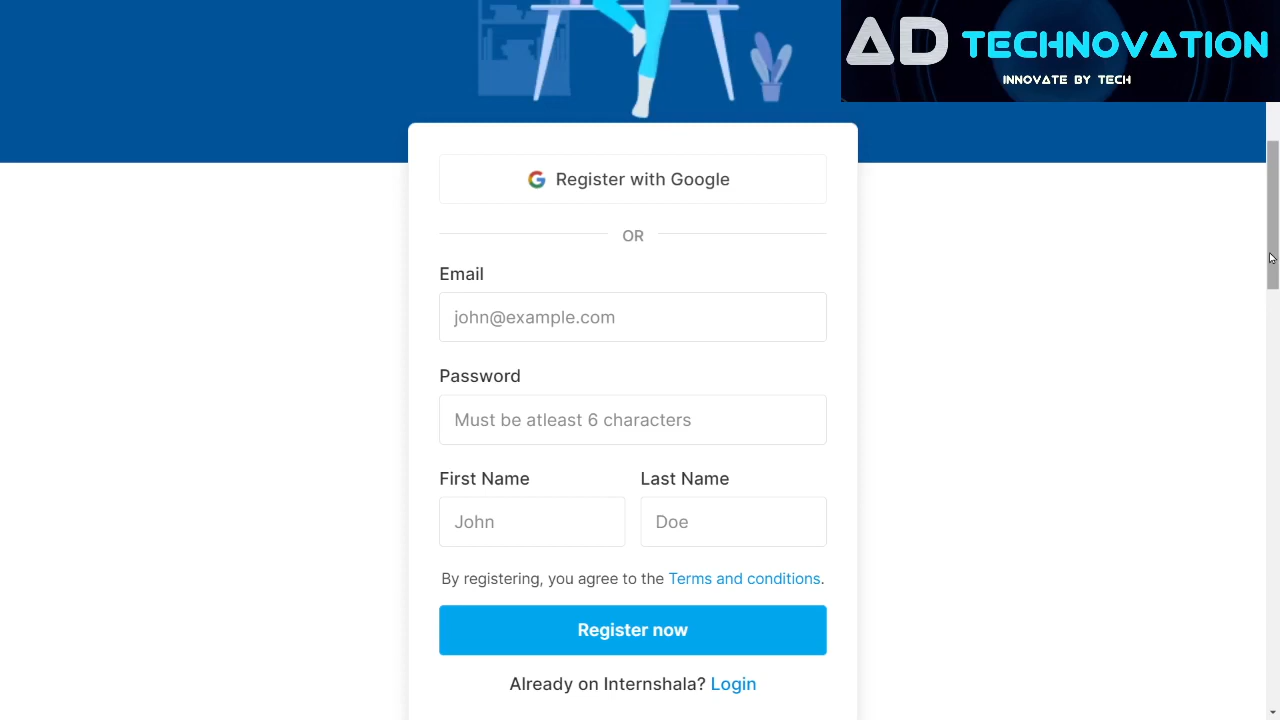 AD TECHNOVATION
INNOVATE BY TECH
Register with Google
OR
Email
john@example.com
Password
Must be atleast 6 characters
First Name Last Name
John Doe
By registering, you agree to the Terms and conditions.
Register now
Already on Internshala? Login